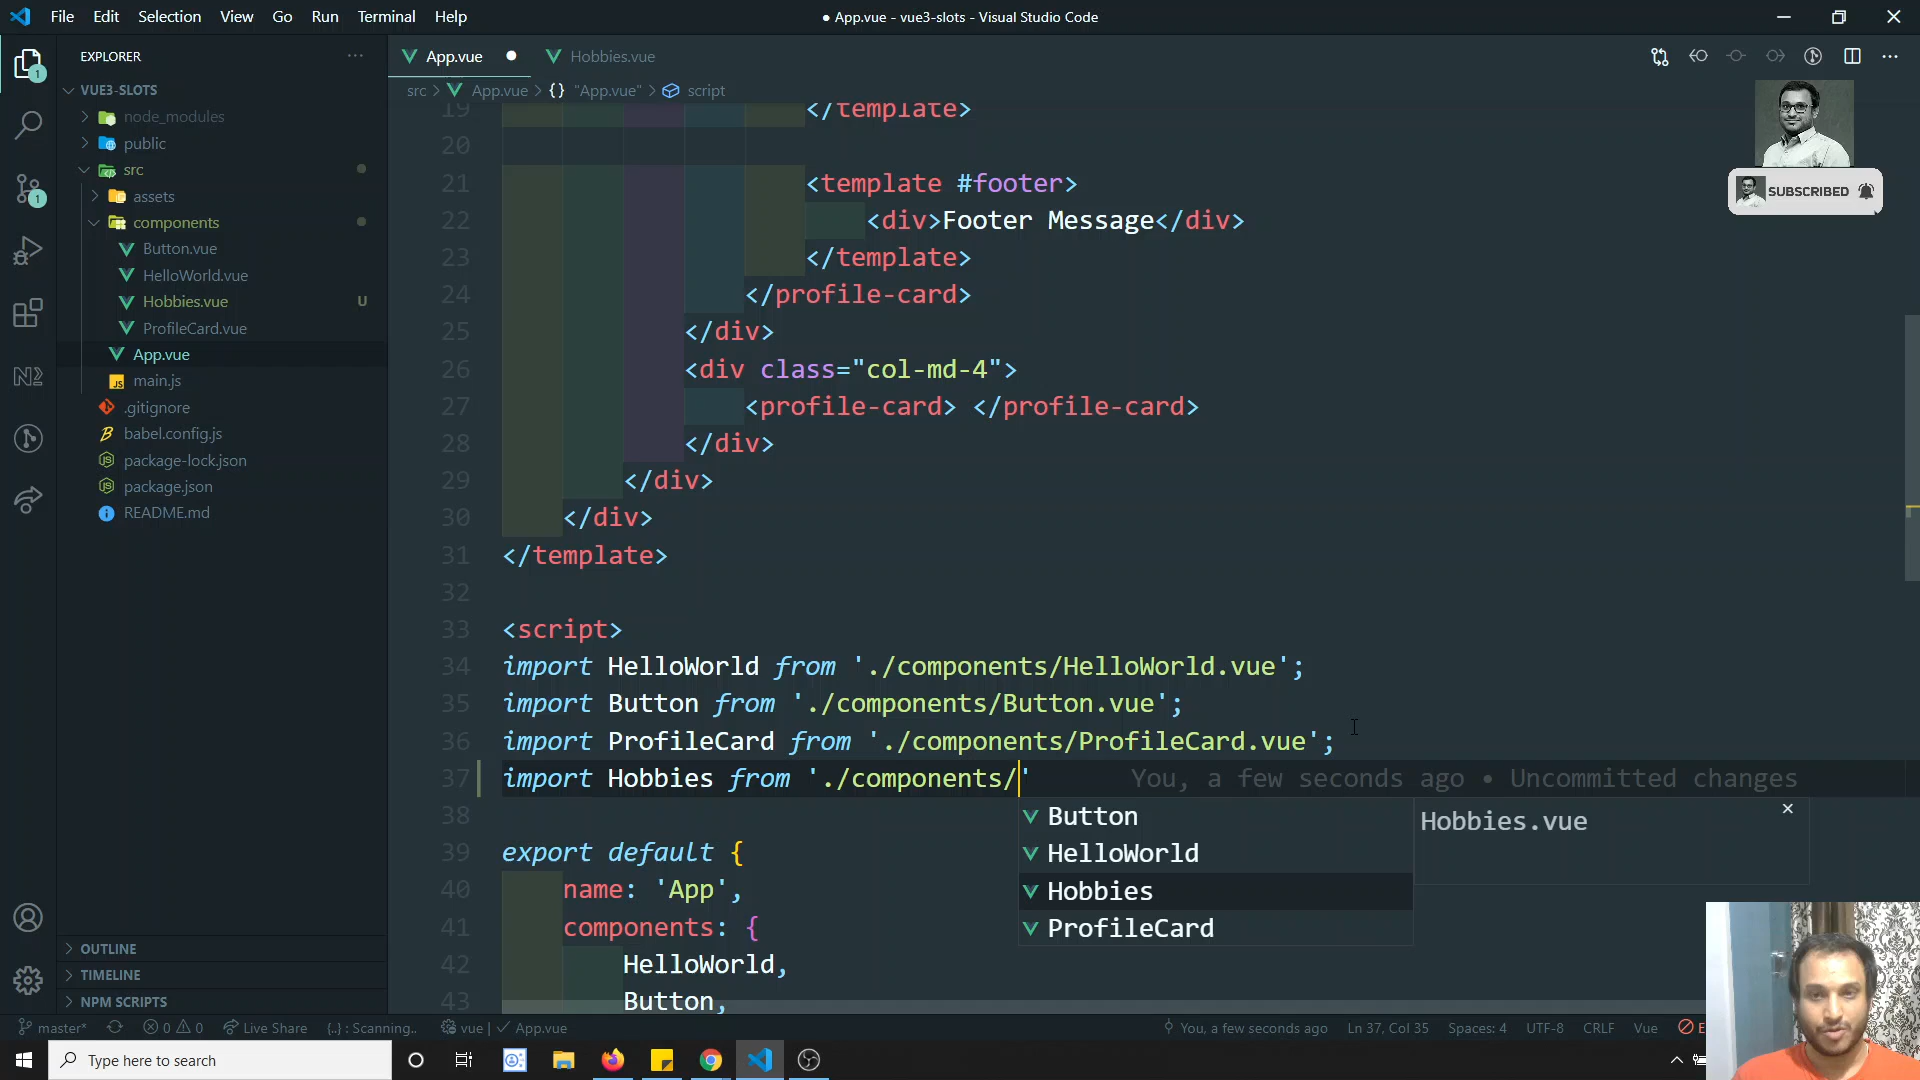 File Edit Selection View Go Run Terminal Help
● App.vue - vue3-slots - Visual Studio Code
EXPLORER
VUE3-SLOTS
node_modules
public
src
assets
components
Button.vue
HelloWorld.vue
Hobbies.vue U
ProfileCard.vue
App.vue
JS main.js
.gitignore
babel.config.js
package-lock.json
package.json
README.md
OUTLINE
TIMELINE
NPM SCRIPTS
1
1
App.vue ● Hobbies.vue
src > App.vue > {} "App.vue" > script
SUBSCRIBED
19 </template>
20
21 <template #footer>
22 <div>Footer Message</div>
23 </template>
24 </profile-card>
25 </div>
26 <div class="col-md-4">
27 <profile-card> </profile-card>
28 </div>
29 </div>
30 </div>
31 </template>
32
33 <script>
34 import HelloWorld from './components/HelloWorld.vue';
35 import Button from './components/Button.vue';
36 import ProfileCard from './components/ProfileCard.vue';
37 import Hobbies from './components/' You, a few seconds ago • Uncommitted changes
38
39 export default {
40 name: 'App',
41 components: {
42 HelloWorld,
43 Button,
Button
HelloWorld
Hobbies
ProfileCard
Hobbies.vue
master* 0 0 Live Share {..} : Scanning.. vue | ✓ App.vue
You, a few seconds ago Ln 37, Col 35 Spaces: 4 UTF-8 CRLF Vue
Type here to search